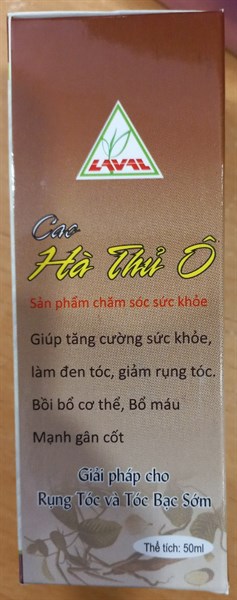 LAVAL
Cao
Hà Thủ Ô
Sản phẩm chăm sóc sức khỏe
Giúp tăng cường sức khỏe,
làm đen tóc, giảm rụng tóc.
Bồi bổ cơ thể, Bổ máu
Mạnh gân cốt
Giải pháp cho
Rụng Tóc và Tóc Bạc Sớm
Thể tích: 50ml